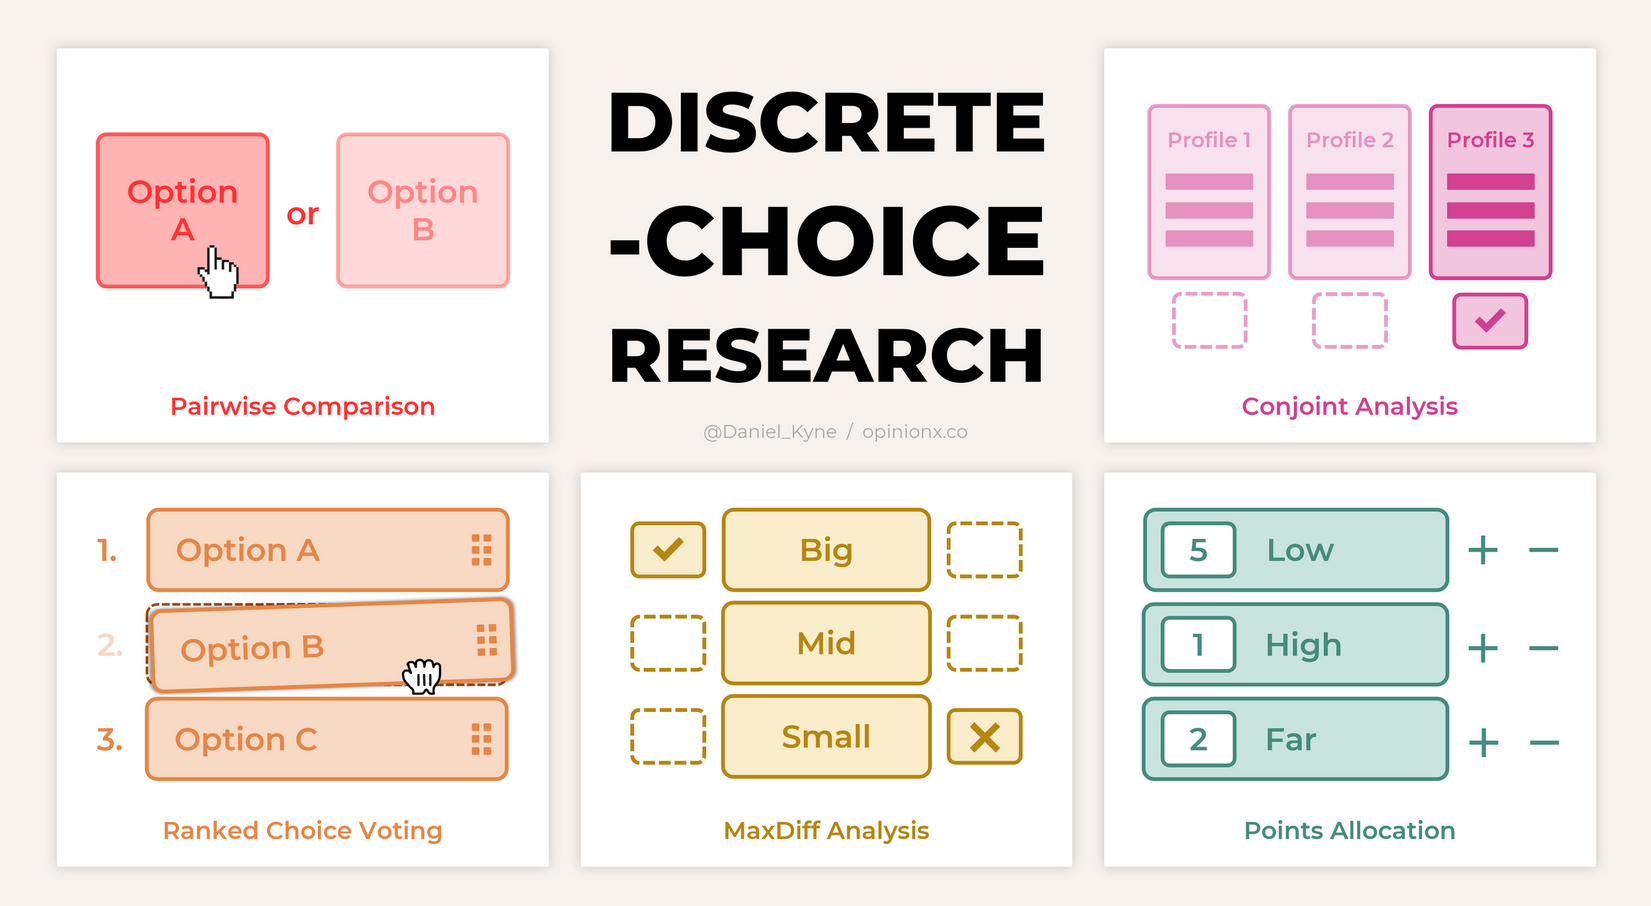 Option
A
or
Option
B
Pairwise Comparison
DISCRETE
-CHOICE
RESEARCH
@Daniel_Kyne / opinionx.co
Profile 1
Profile 2
Profile 3
Conjoint Analysis
1. Option A
2. Option B
3. Option C
Ranked Choice Voting
Big
Mid
Small
MaxDiff Analysis
5 Low + −
1 High + −
2 Far + −
Points Allocation